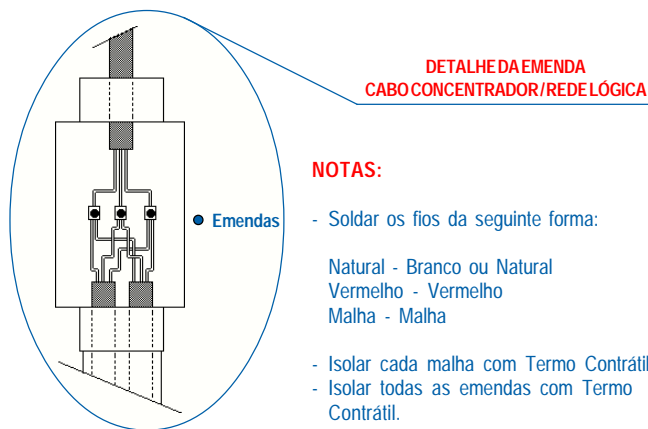 DETALHE DA EMENDA
CABO CONCENTRADOR / REDE LÓGICA
NOTAS:
Emendas
- Soldar os fios da seguinte forma:
Natural - Branco ou Natural
Vermelho - Vermelho
Malha - Malha
- Isolar cada malha com Termo Contrátil
- Isolar todas as emendas com Termo
Contrátil.